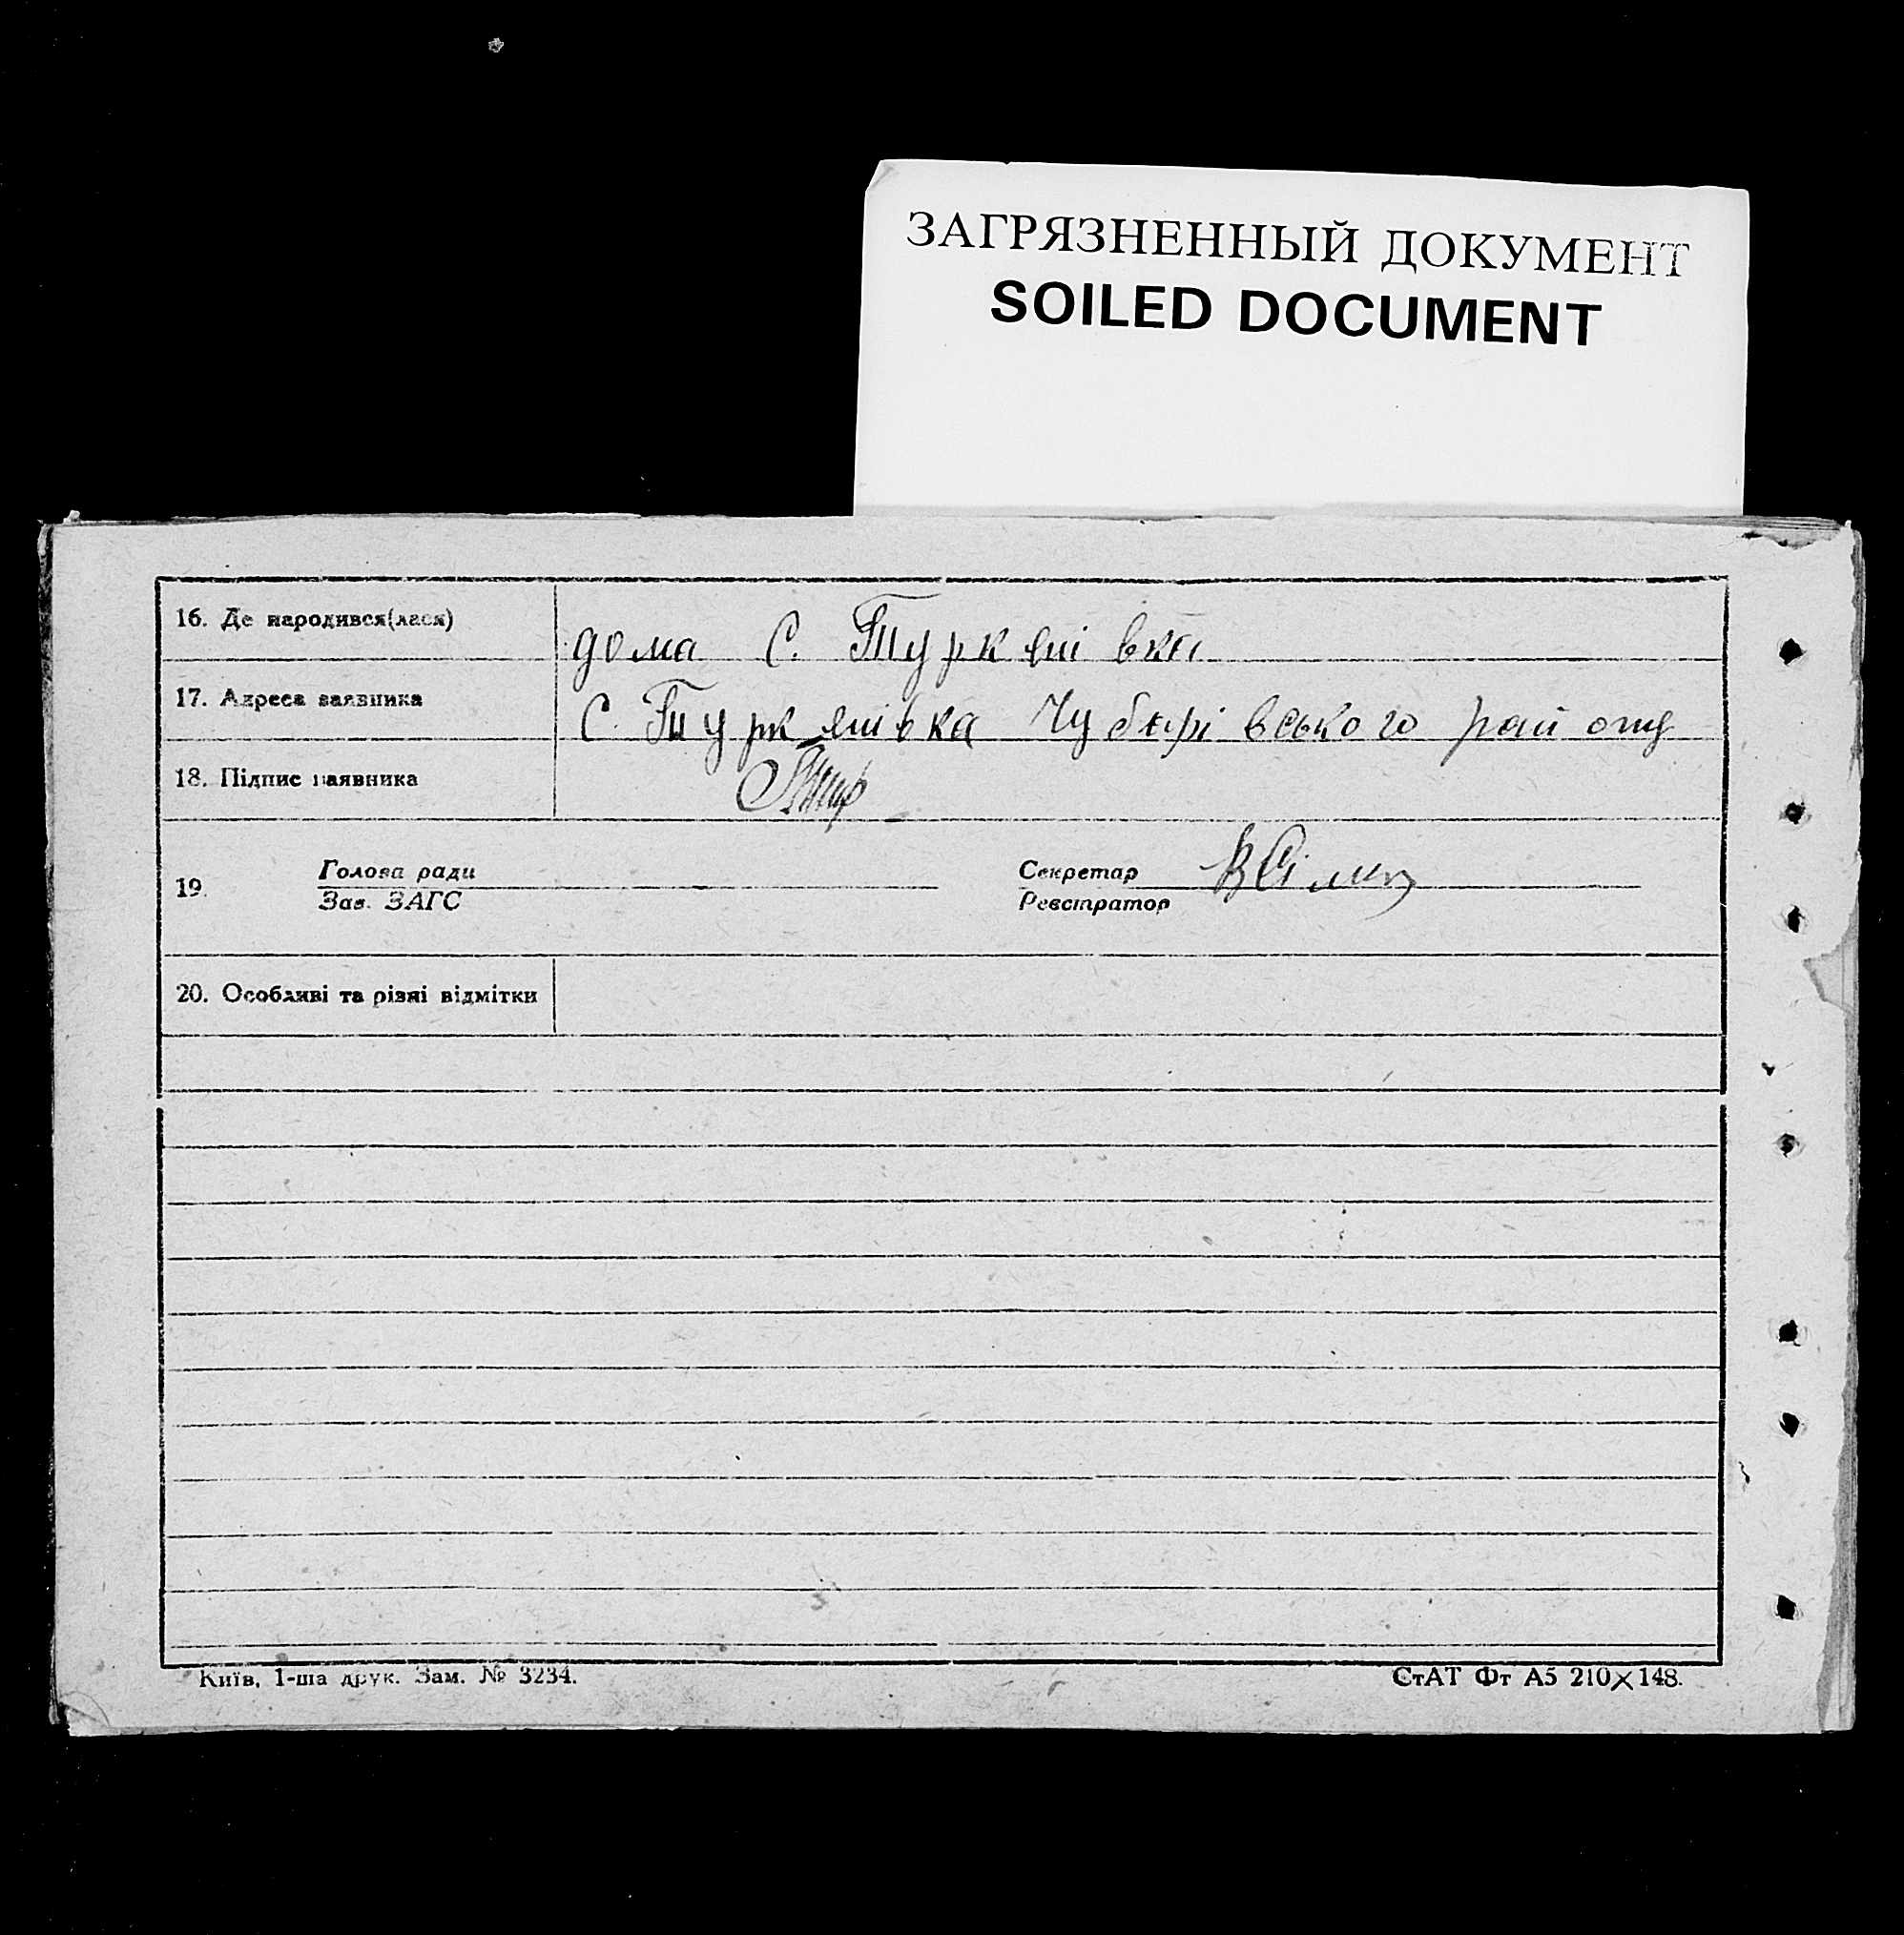 ЗАГРЯЗНЕННЫЙ ДОКУМЕНТ
SOILED DOCUMENT
16. Де народився(лася)
дома С. Туркенівка
17. Адреса заявника
С. Туркенівка Чубарівського району
18. Підпис заявника
19. Голова ради
Зав. ЗАГС
Секретар
Реєстратор
20. Особливі та різні відмітки
Київ, 1-ша друк. Зам. № 3234.
СтАТ Фт А5 210×148.